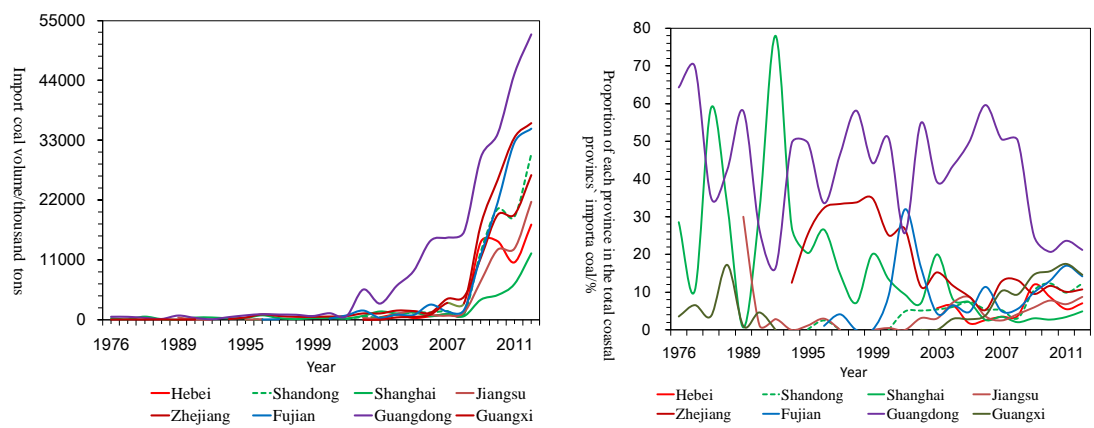 55000
44000
33000
22000
11000
0
Import coal volume/thousand tons
1976 1989 1995 1999 2003 2007 2011
Year
Hebei Shandong Shanghai Jiangsu
Zhejiang Fujian Guangdong Guangxi
80
70
60
50
40
30
20
10
0
Proportion of each province in the total coastal
provincs` importa coal/%
1976 1989 1995 1999 2003 2007 2011
Year
Hebei Shandong Shanghai Jiangsu
Zhejiang Fujian Guangdong Guangxi